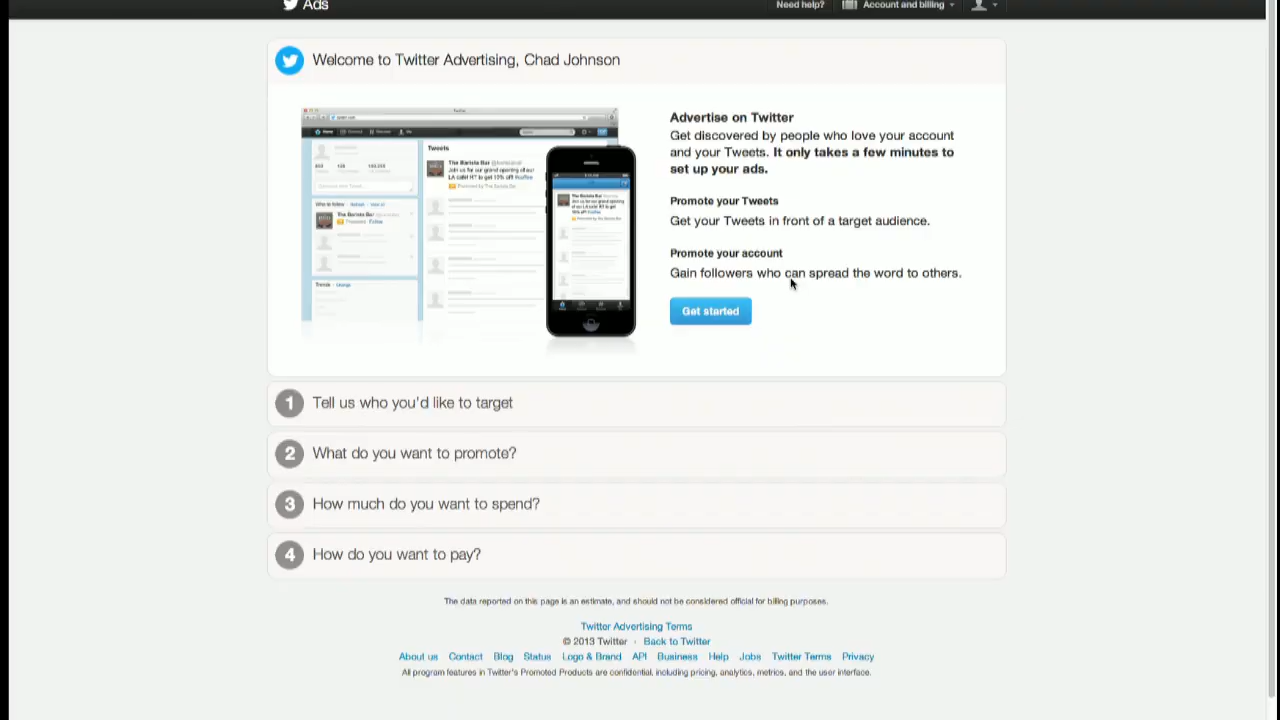 Ads
Need help?
Account and billing
Welcome to Twitter Advertising, Chad Johnson
Tweets
The Barista Bar
Advertise on Twitter
Get discovered by people who love your account
and your Tweets. It only takes a few minutes to
set up your ads.
Promote your Tweets
Get your Tweets in front of a target audience.
Promote your account
Gain followers who can spread the word to others.
Get started
1 Tell us who you'd like to target
2 What do you want to promote?
3 How much do you want to spend?
4 How do you want to pay?
The data reported on this page is an estimate, and should not be considered official for billing purposes.
Twitter Advertising Terms
© 2013 Twitter · Back to Twitter
About us Contact Blog Status Logo & Brand API Business Help Jobs Twitter Terms Privacy
All program features in Twitter's Promoted Products are confidential, including pricing, analytics, metrics, and the user interface.